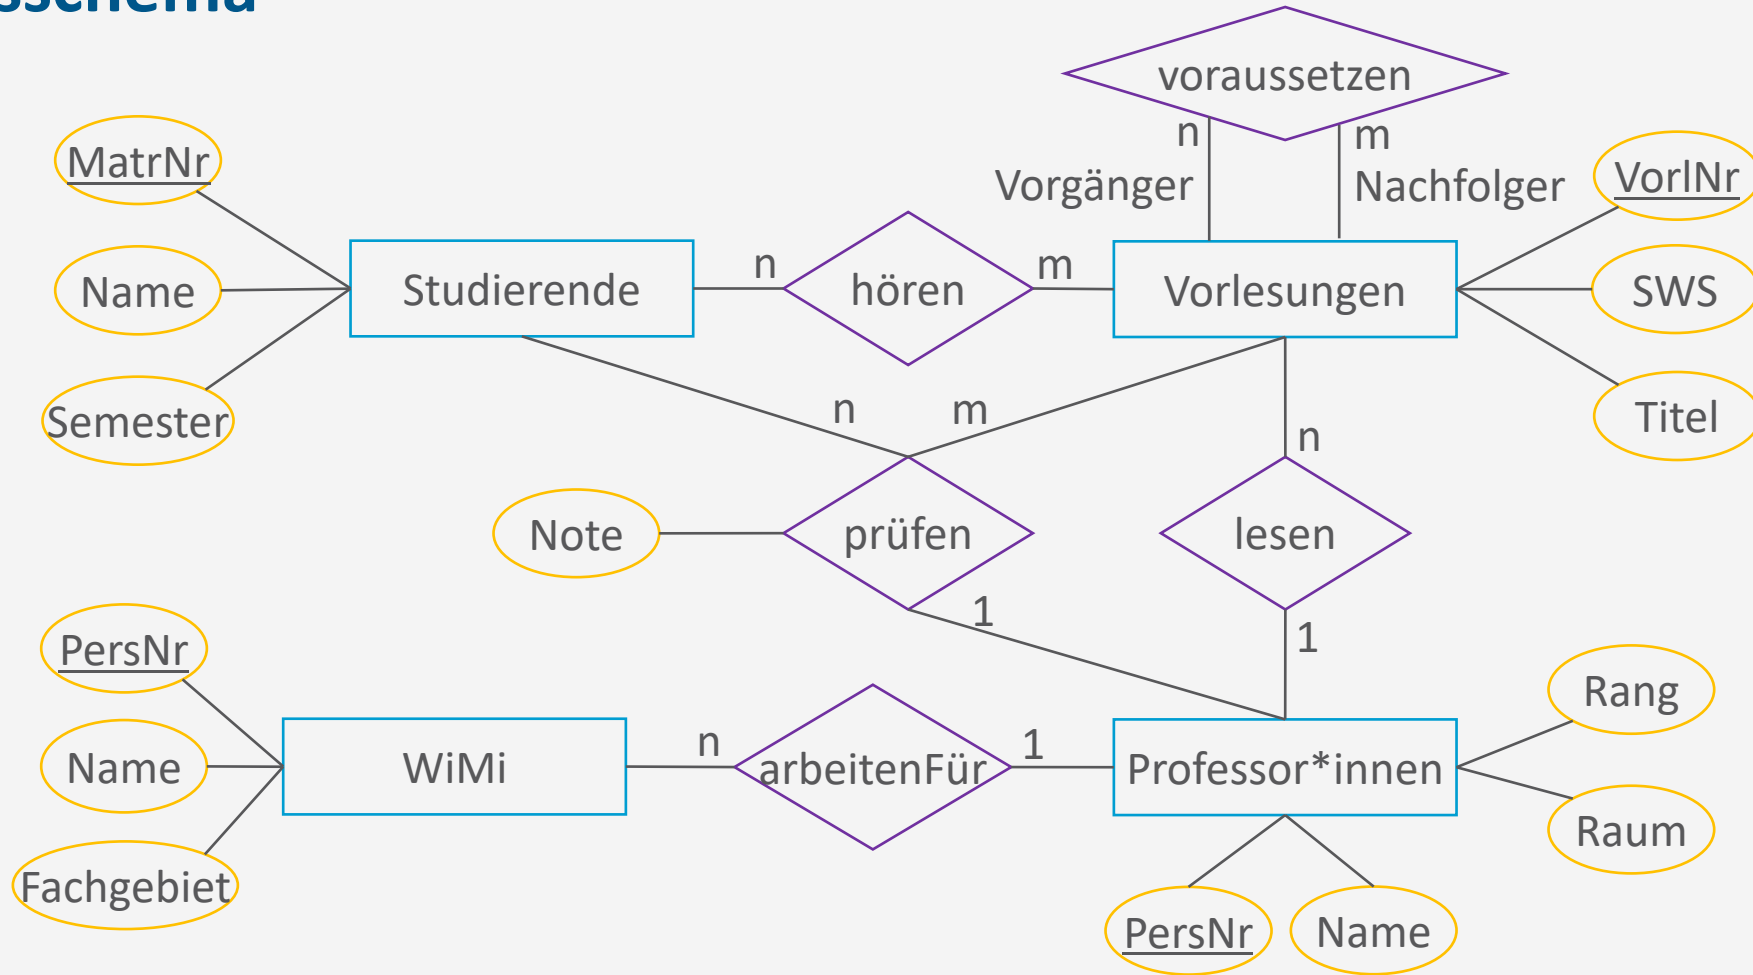 voraussetzen
n
m
MatrNr
Vorgänger
Nachfolger
VorlNr
n
m
Name
Studierende
hören
Vorlesungen
SWS
Semester
n
m
Titel
n
Note
prüfen
lesen
1
1
PersNr
Rang
n
1
Name
WiMi
arbeitenFür
Professor*innen
Raum
Fachgebiet
PersNr
Name